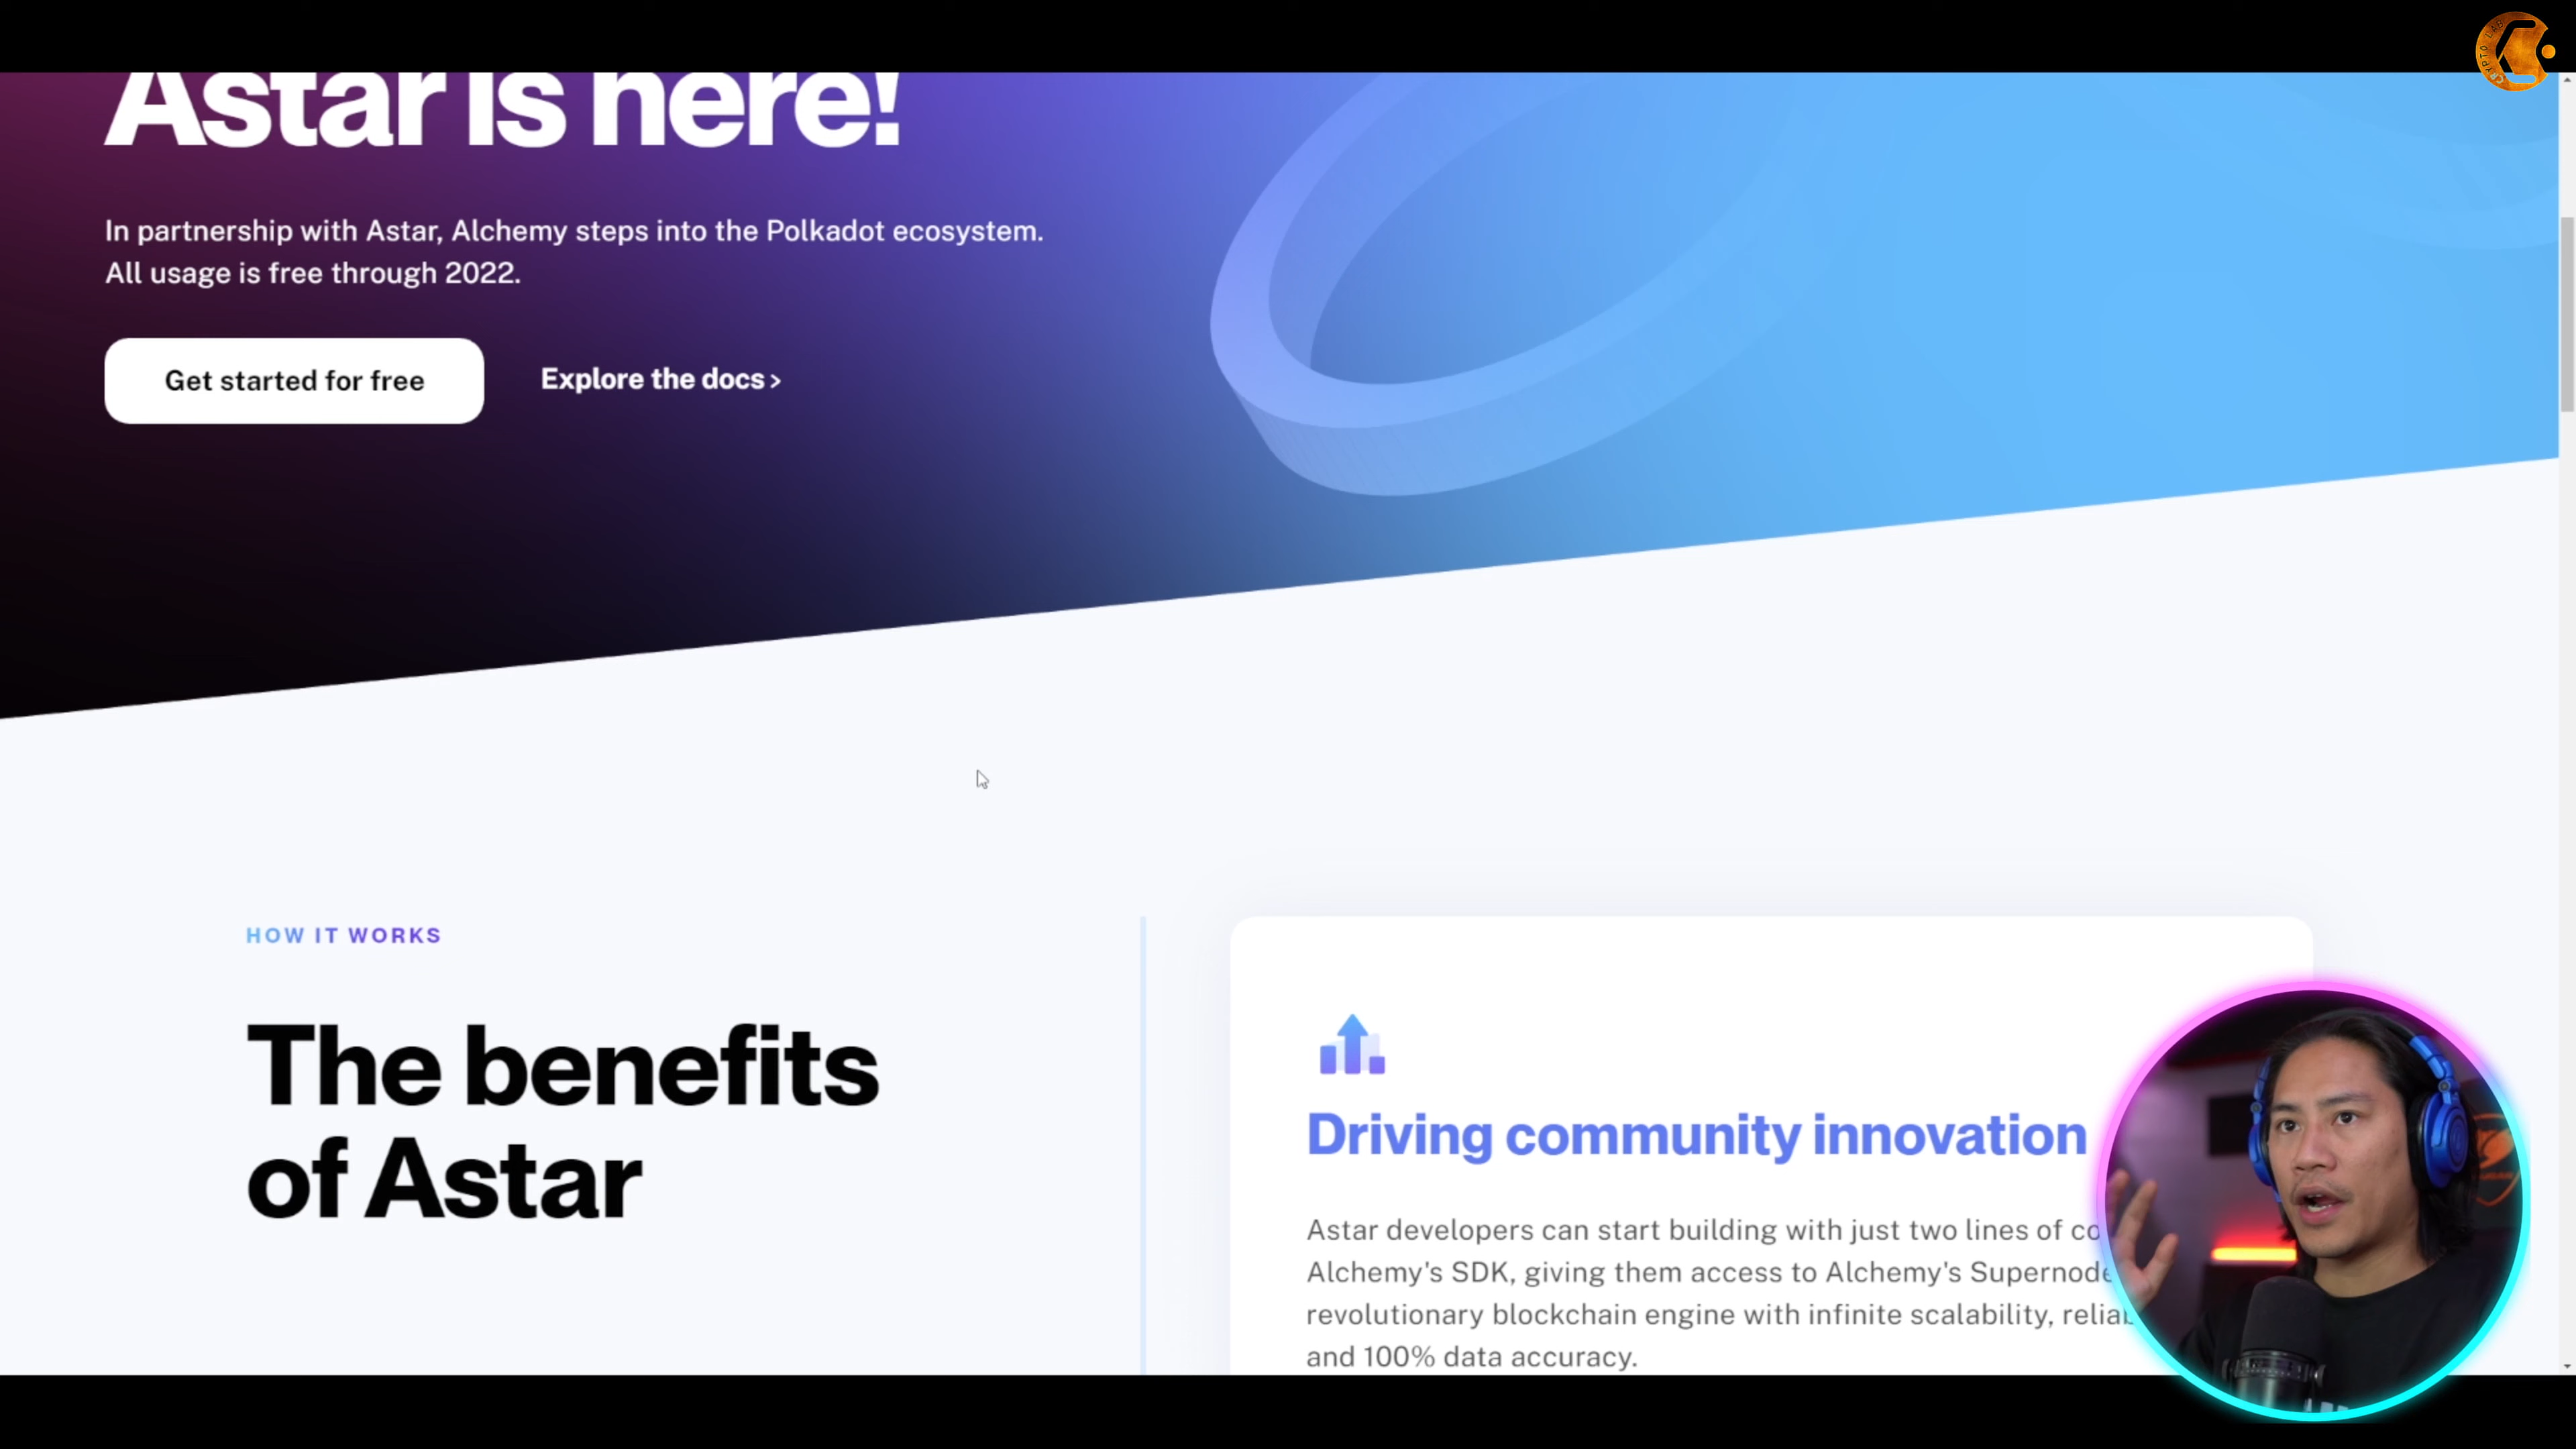 CRYPTO LAB
Astar is here!
In partnership with Astar, Alchemy steps into the Polkadot ecosystem.
All usage is free through 2022.
Get started for free
Explore the docs >
HOW IT WORKS
The benefits
of Astar
Driving community innovation
Astar developers can start building with just two lines of
Alchemy's SDK, giving them access to Alchemy's
revolutionary blockchain engine with infinite scalability,
and 100% data accuracy.